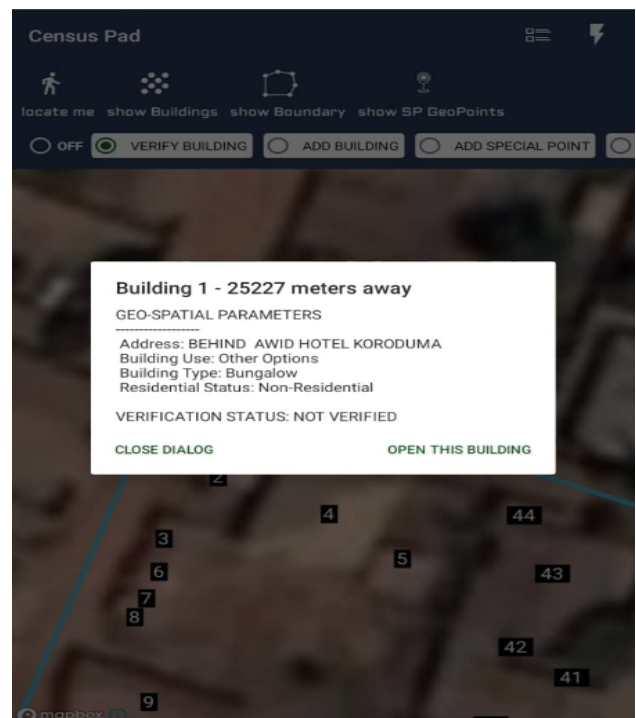 Census Pad
locate me show Buildings show Boundary show SP GeoPoints
OFF VERIFY BUILDING ADD BUILDING ADD SPECIAL POINT
Building 1 - 25227 meters away
GEO-SPATIAL PARAMETERS
------------------
Address: BEHIND AWID HOTEL KORODUMA
Building Use: Other Options
Building Type: Bungalow
Residential Status: Non-Residential
VERIFICATION STATUS: NOT VERIFIED
CLOSE DIALOG OPEN THIS BUILDING
2
4 44
3
5
6 43
7
8
42
41
9
mapbox